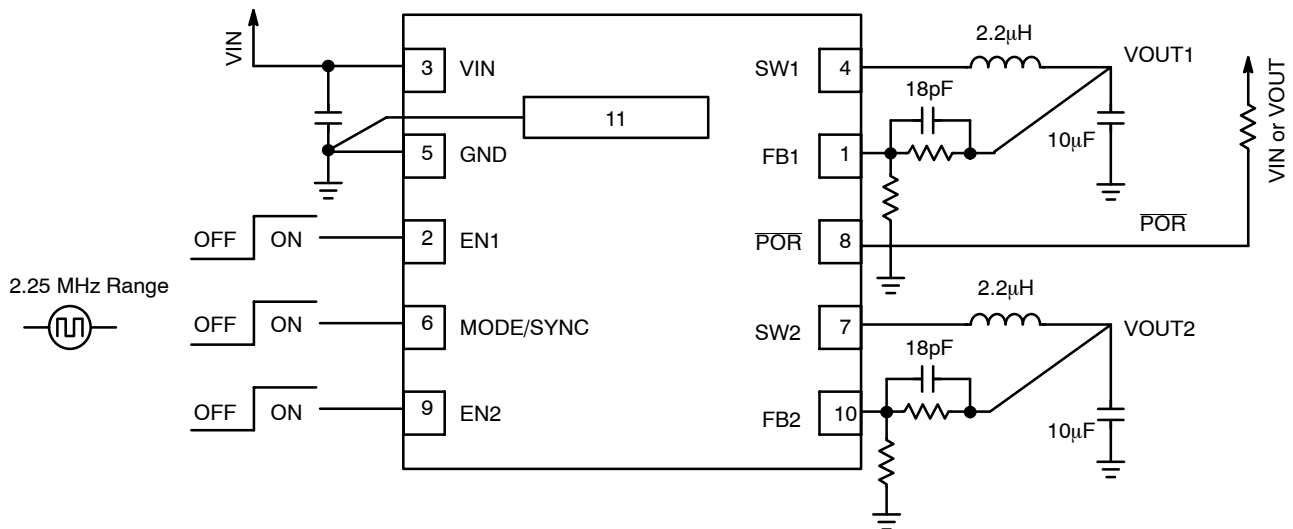 VIN
3 VIN
11
5 GND
OFF ON
2 EN1
2.25 MHz Range
OFF ON
6 MODE/SYNC
OFF ON
9 EN2
2.2μH
SW1 4
VOUT1
18pF
10μF
FB1 1
VIN or VOUT
POR 8
POR
2.2μH
SW2 7
VOUT2
18pF
10μF
FB2 10